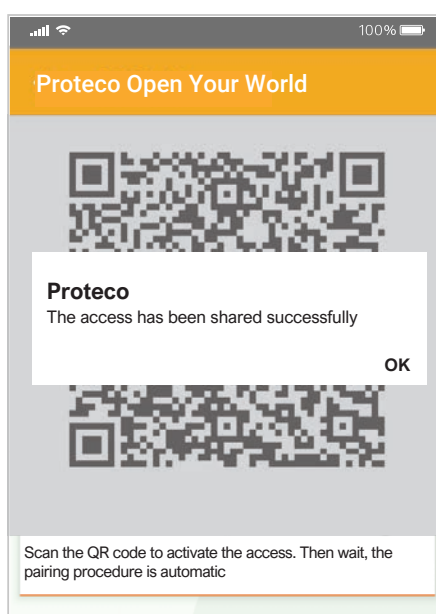 100%
Proteco Open Your World
Proteco
The access has been shared successfully
OK
Scan the QR code to activate the access. Then wait, the
pairing procedure is automatic